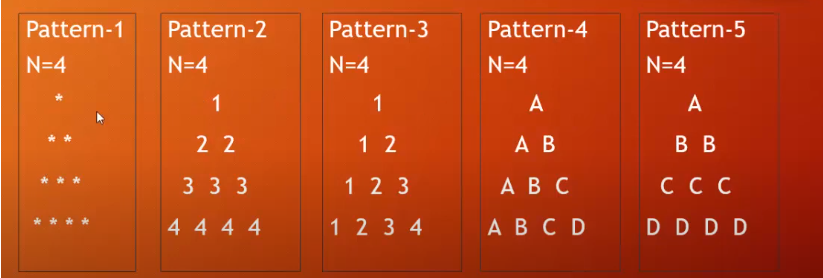 Pattern-1
N=4
*
* *
* * *
* * * *
Pattern-2
N=4
1
2 2
3 3 3
4 4 4 4
Pattern-3
N=4
1
1 2
1 2 3
1 2 3 4
Pattern-4
N=4
A
A B
A B C
A B C D
Pattern-5
N=4
A
B B
C C C
D D D D